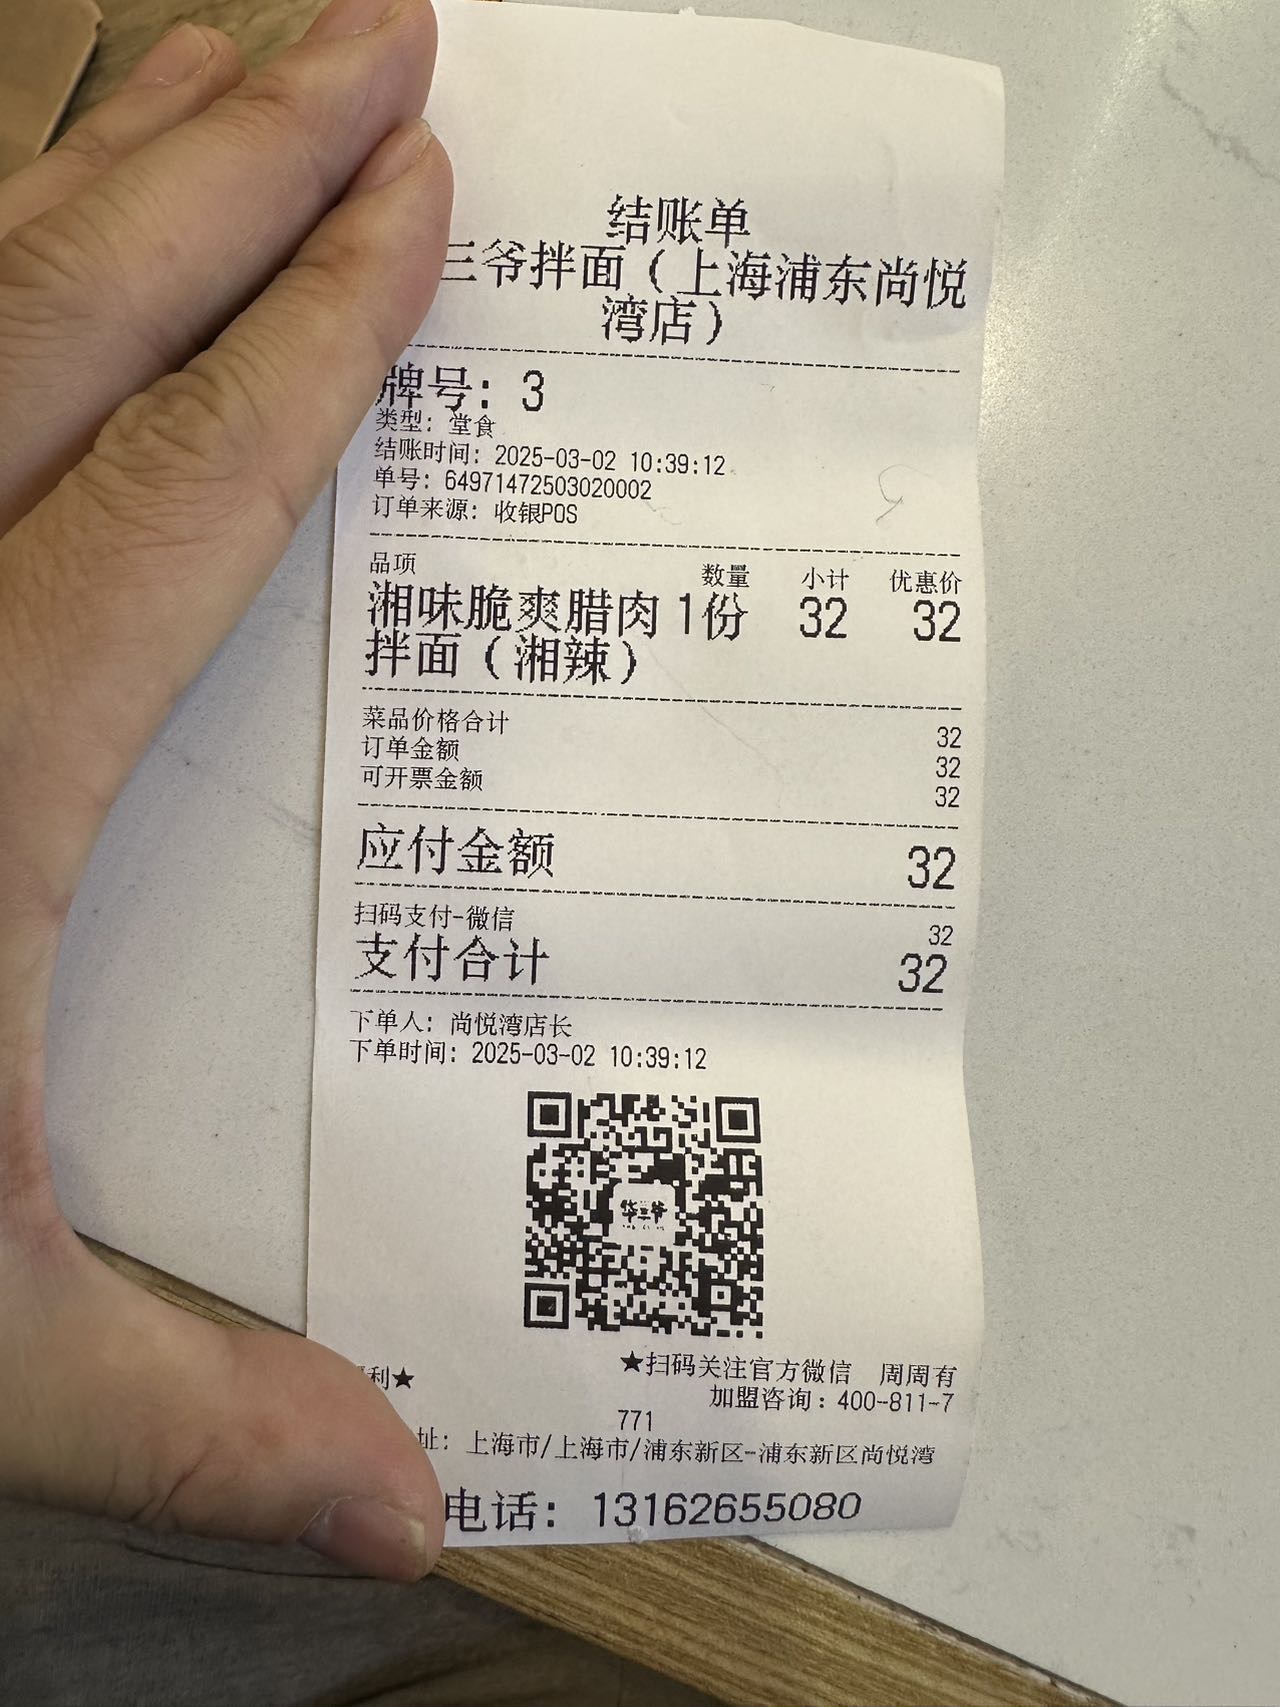 结账单
三爷拌面（上海浦东尚悦
湾店）
牌号：3
类型：堂食
结账时间：2025-03-02 10:39:12
单号：64971472503020002
订单来源：收银POS
品项 数量 小计 优惠价
湘味脆爽腊肉 1份 32 32
拌面（湘辣）
菜品价格合计 32
订单金额 32
可开票金额 32
应付金额 32
扫码支付-微信 32
支付合计 32
下单人：尚悦湾店长
下单时间：2025-03-02 10:39:12
★扫码关注官方微信 周周有
利★
加盟咨询：400-811-7
771
址：上海市/上海市/浦东新区-浦东新区尚悦湾
电话：13162655080